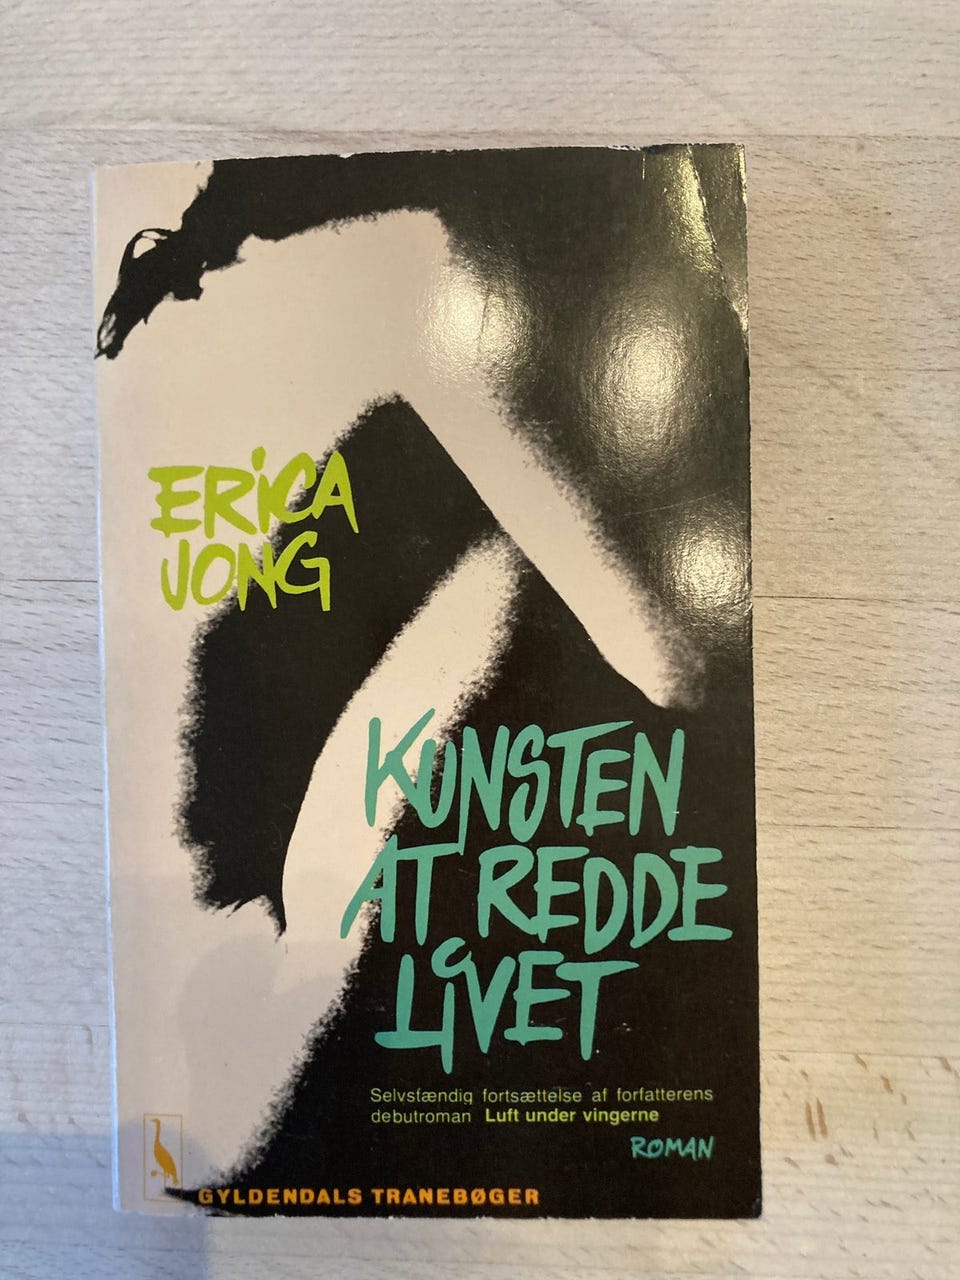 ERiCA
JONG
KUNSTEN
AT REDDE
LiVET
Selvstændig fortsættelse af forfatterens
debutroman Luft under vingerne
ROMAN
GYLDENDALS TRANEBØGER